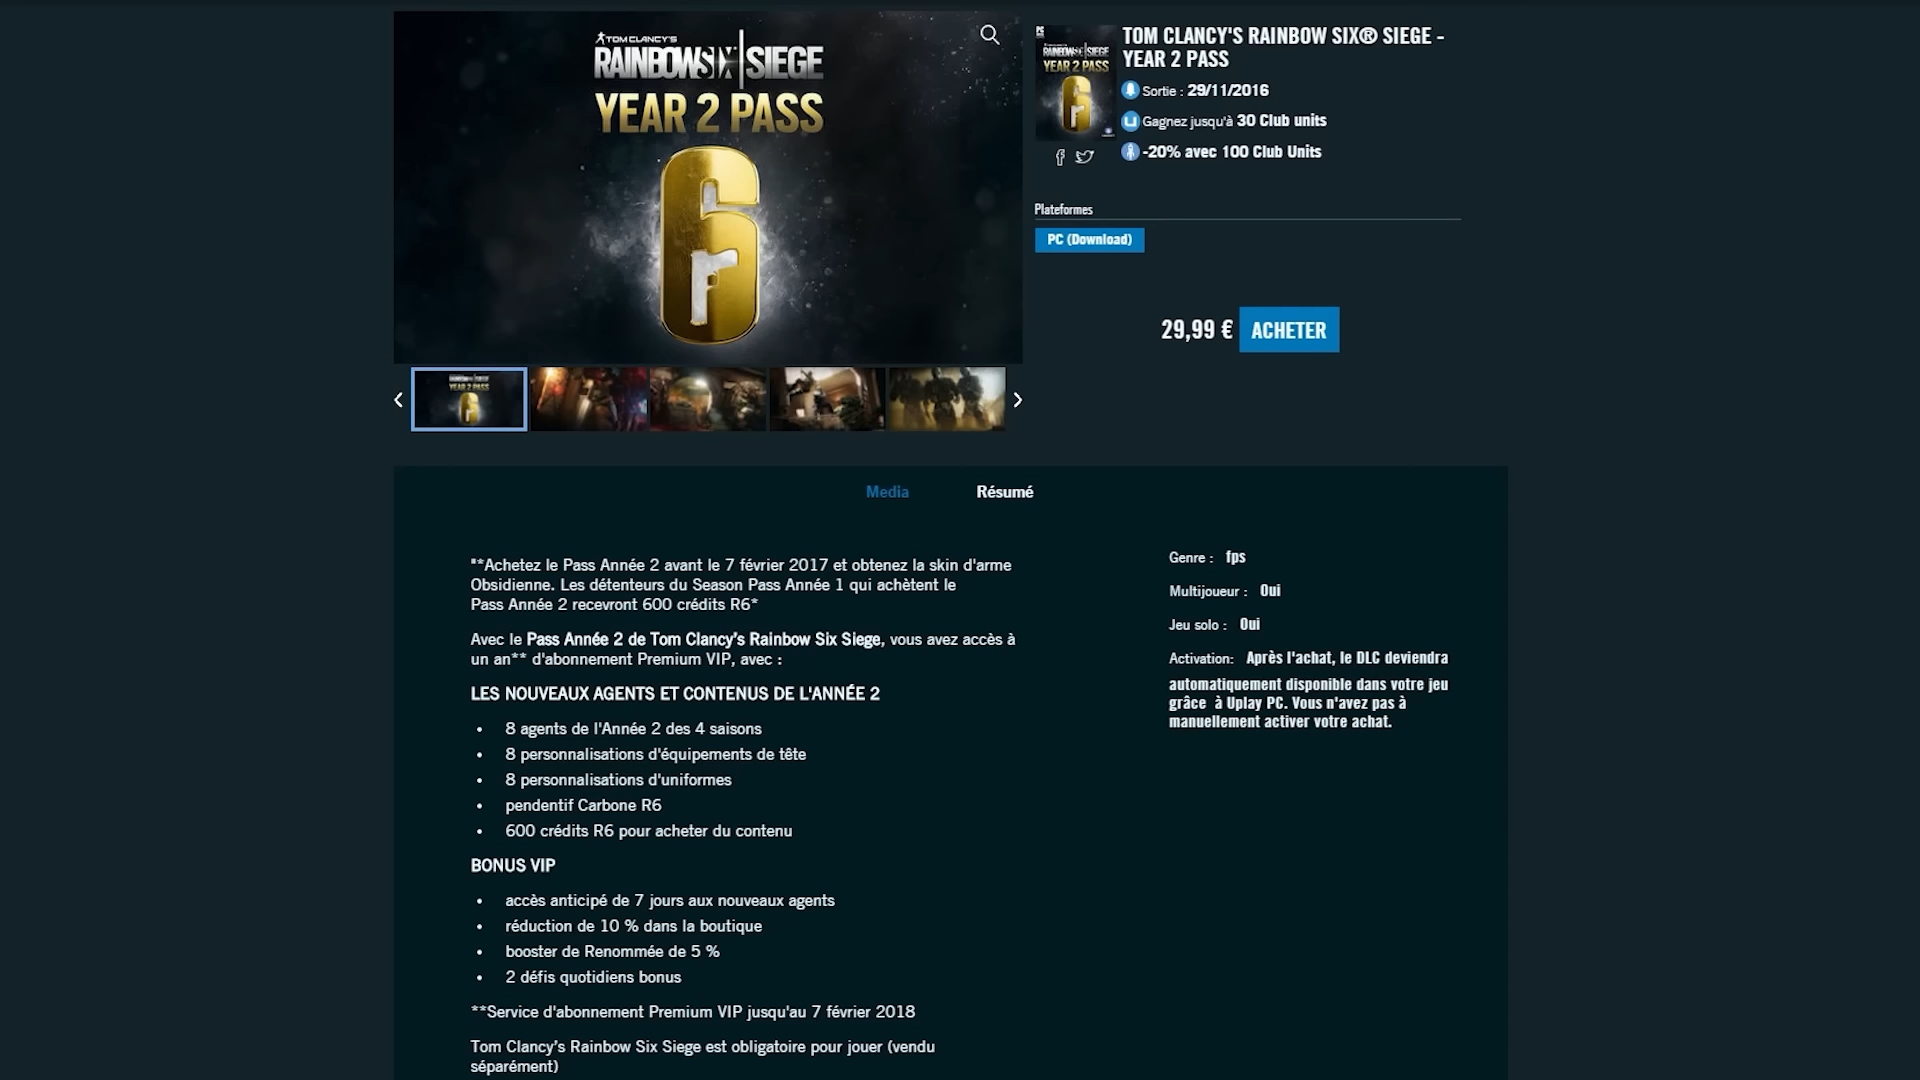 TOM CLANCY'S
RAINBOWSIX|SIEGE
YEAR 2 PASS
PC
RAINBOWSIX|SIEGE
YEAR 2 PASS
TOM CLANCY'S RAINBOW SIX® SIEGE -
YEAR 2 PASS
Sortie : 29/11/2016
Gagnez jusqu'à 30 Club units
-20% avec 100 Club Units
Plateformes
PC (Download)
29,99 € ACHETER
YEAR 2 PASS
Media Résumé
"*Achetez le Pass Année 2 avant le 7 février 2017 et obtenez la skin d'arme
Obsidienne. Les détenteurs du Season Pass Année 1 qui achètent le
Pass Année 2 recevront 600 crédits R6*
Avec le Pass Année 2 de Tom Clancy's Rainbow Six Siege, vous avez accès à
un an** d'abonnement Premium VIP, avec :
LES NOUVEAUX AGENTS ET CONTENUS DE L'ANNÉE 2
• 8 agents de l'Année 2 des 4 saisons
• 8 personnalisations d'équipements de tête
• 8 personnalisations d'uniformes
• pendentif Carbone R6
• 600 crédits R6 pour acheter du contenu
BONUS VIP
• accès anticipé de 7 jours aux nouveaux agents
• réduction de 10 % dans la boutique
• booster de Renommée de 5 %
• 2 défis quotidiens bonus
**Service d'abonnement Premium VIP jusqu'au 7 février 2018
Tom Clancy's Rainbow Six Siege est obligatoire pour jouer (vendu
séparément)
Genre : fps
Multijoueur : Oui
Jeu solo : Oui
Activation: Après l'achat, le DLC deviendra
automatiquement disponible dans votre jeu
grâce à Uplay PC. Vous n'avez pas à
manuellement activer votre achat.